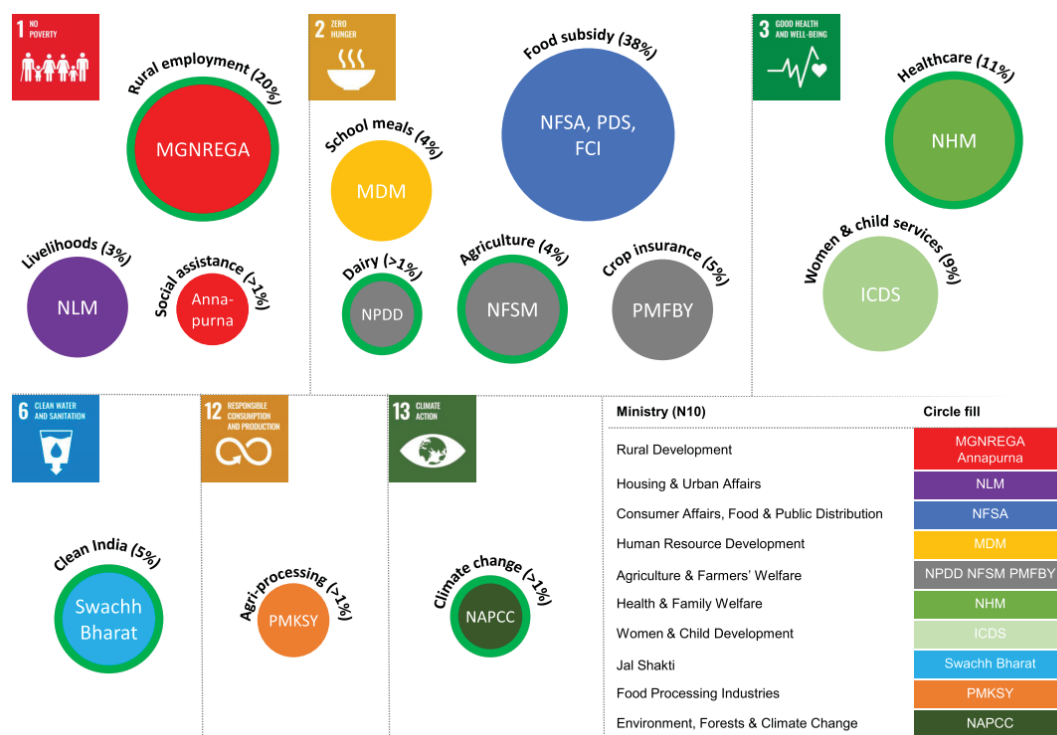 1 NO
POVERTY
Rural employment (20%)
MGNREGA
Livelihoods (3%)
NLM
Social assistance (>1%)
Anna-
purna
2 ZERO
HUNGER
School meals (4%)
MDM
Food subsidy (38%)
NFSA, PDS,
FCI
Dairy (>1%)
NPDD
Agriculture (4%)
NFSM
Crop insurance (5%)
PMFBY
3 GOOD HEALTH
AND WELL-BEING
Healthcare (11%)
NHM
Women & child services (9%)
ICDS
6 CLEAN WATER
AND SANITATION
Clean India (5%)
Swachh
Bharat
12 RESPONSIBLE
CONSUMPTION
AND PRODUCTION
Agri-processing (>1%)
PMKSY
13 CLIMATE
ACTION
Climate change (>1%)
NAPCC
Ministry (N10) Circle fill
Rural Development MGNREGA
Annapurna
Housing & Urban Affairs NLM
Consumer Affairs, Food & Public Distribution NFSA
Human Resource Development MDM
Agriculture & Farmers' Welfare NPDD NFSM PMFBY
Health & Family Welfare NHM
Women & Child Development ICDS
Jal Shakti Swachh Bharat
Food Processing Industries PMKSY
Environment, Forests & Climate Change NAPCC